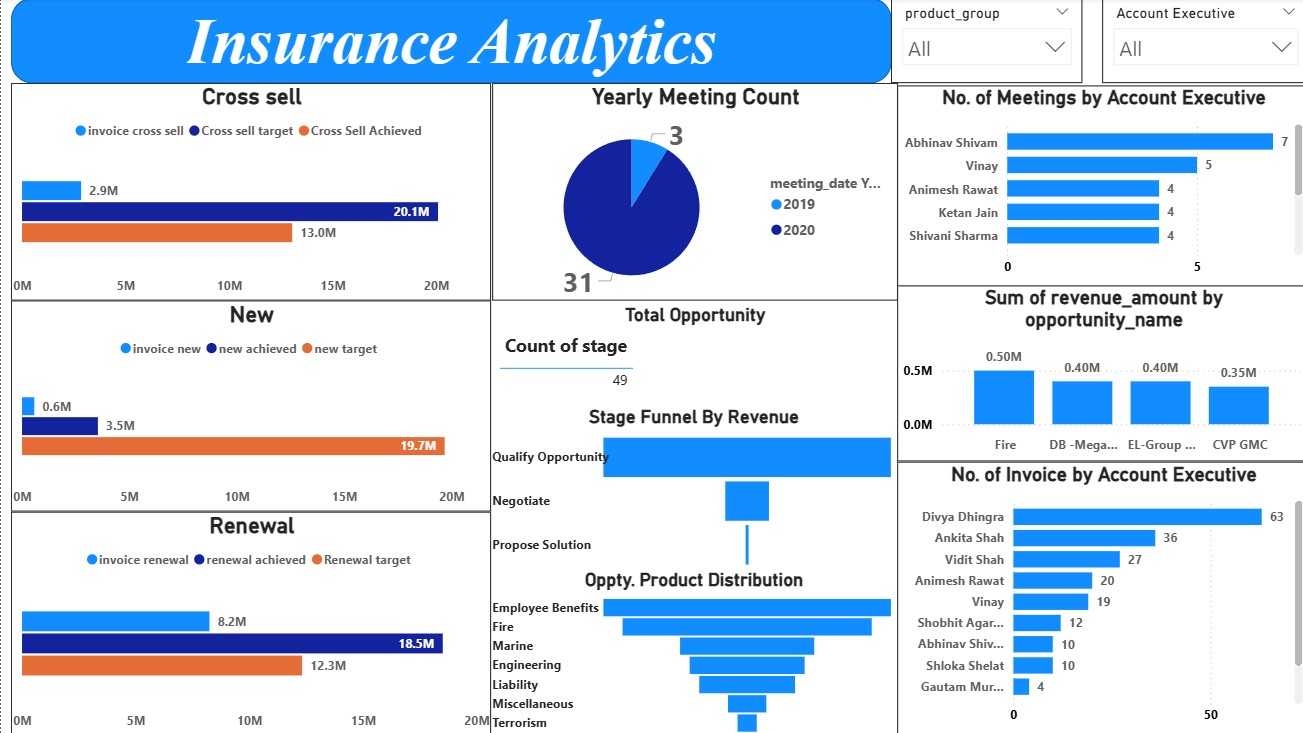 Insurance Analytics
product_group
All
Account Executive
All
Cross sell
invoice cross sell Cross sell target Cross Sell Achieved
2.9M
20.1M
13.0M
0M 5M 10M 15M 20M
New
invoice new new achieved new target
0.6M
3.5M
19.7M
0M 5M 10M 15M 20M
Renewal
invoice renewal renewal achieved Renewal target
8.2M
18.5M
12.3M
0M 5M 10M 15M 20M
Yearly Meeting Count
3
31
meeting_date Y...
2019
2020
Total Opportunity
Count of stage
49
Stage Funnel By Revenue
Qualify Opportunity
Negotiate
Propose Solution
Oppty. Product Distribution
Employee Benefits
Fire
Marine
Engineering
Liability
Miscellaneous
Terrorism
No. of Meetings by Account Executive
Abhinav Shivam 7
Vinay 5
Animesh Rawat 4
Ketan Jain 4
Shivani Sharma 4
0 5
Sum of revenue_amount by
opportunity_name
0.50M 0.40M 0.40M 0.35M
0.5M
0.0M
Fire DB -Mega... EL-Group ... CVP GMC
No. of Invoice by Account Executive
Divya Dhingra 63
Ankita Shah 36
Vidit Shah 27
Animesh Rawat 20
Vinay 19
Shobhit Agar... 12
Abhinav Shiv... 10
Shloka Shelat 10
Gautam Mur... 4
0 50